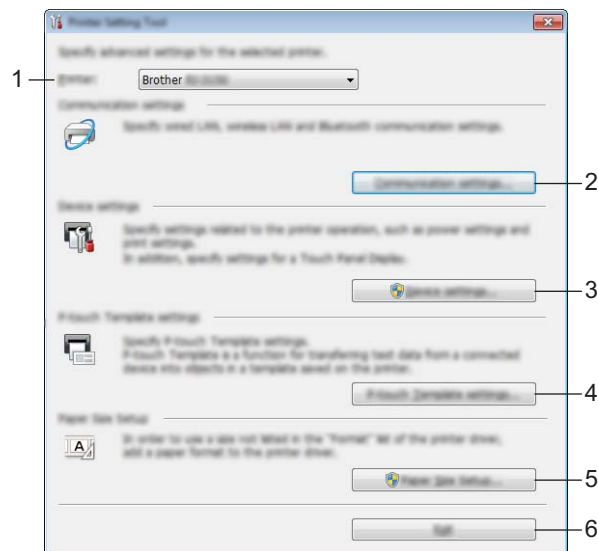 Printer Setting Tool
Specify advanced settings for the selected printer.
1
Printer:
Brother
Communication settings
Specify wired LAN, wireless LAN and Bluetooth communication settings.
Communication settings...
2
Device settings
Specify settings related to the printer operation, such as power settings and
print settings.
In addition, specify settings for a Touch Panel Display.
Device settings...
3
P-touch Template settings
Specify P-touch Template settings.
P-touch Template is a function for transferring text data from a connected
device into objects in a template saved on the printer.
P-touch Template settings...
4
Paper Size Setup
A
In order to use a size not listed in the "Format" list of the printer driver,
add a paper format to the printer driver.
Paper Size Setup...
5
Exit
6